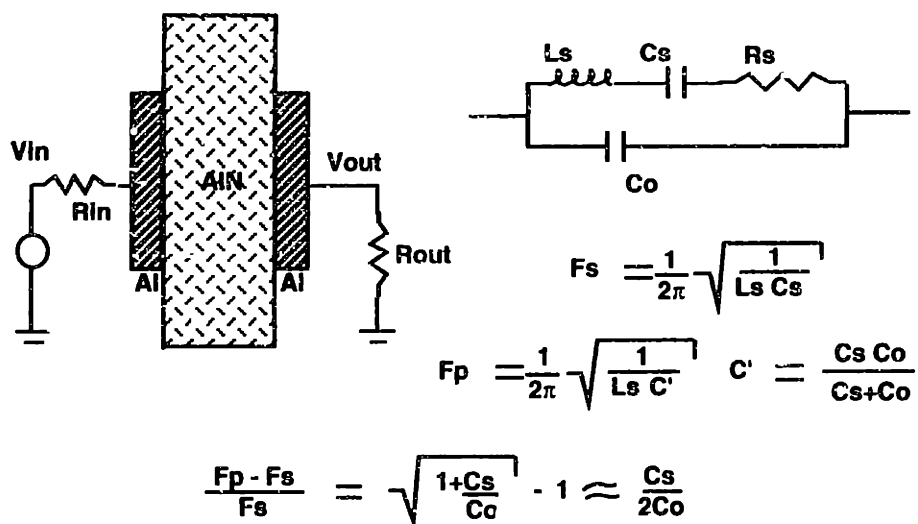 Ls Cs Rs
Vin Vout
AlN
Rin
Co
Al Al
Rout
Fs = 1/2π √(1/Ls Cs)
Fp = 1/2π √(1/Ls C') C' = Cs Co/Cs+Co
Fp - Fs/Fs = √(1+Cs/Co) - 1 ≈ Cs/2Co